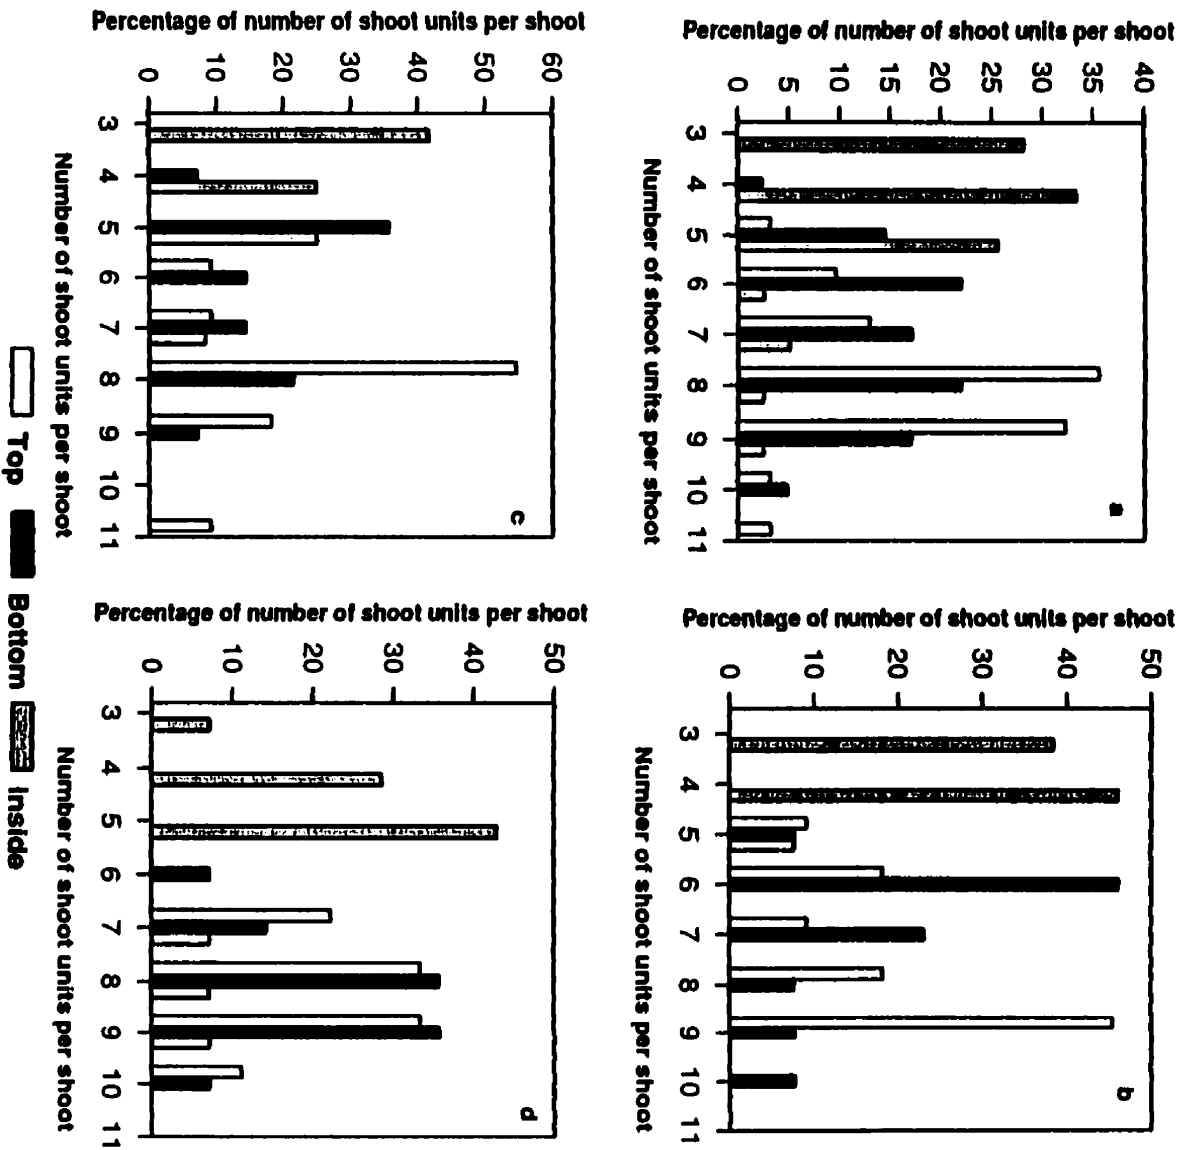 Percentage of number of shoot units per shoot
0 5 10 15 20 25 30 35 40
3 4 5 6 7 8 9 10 11
Number of shoot units per shoot
a
Percentage of number of shoot units per shoot
0 10 20 30 40 50
3 4 5 6 7 8 9 10 11
Number of shoot units per shoot
b
Percentage of number of shoot units per shoot
0 10 20 30 40 50 60
3 4 5 6 7 8 9 10 11
Number of shoot units per shoot
c
Percentage of number of shoot units per shoot
0 10 20 30 40 50
3 4 5 6 7 8 9 10 11
Number of shoot units per shoot
d
Top Bottom Inside